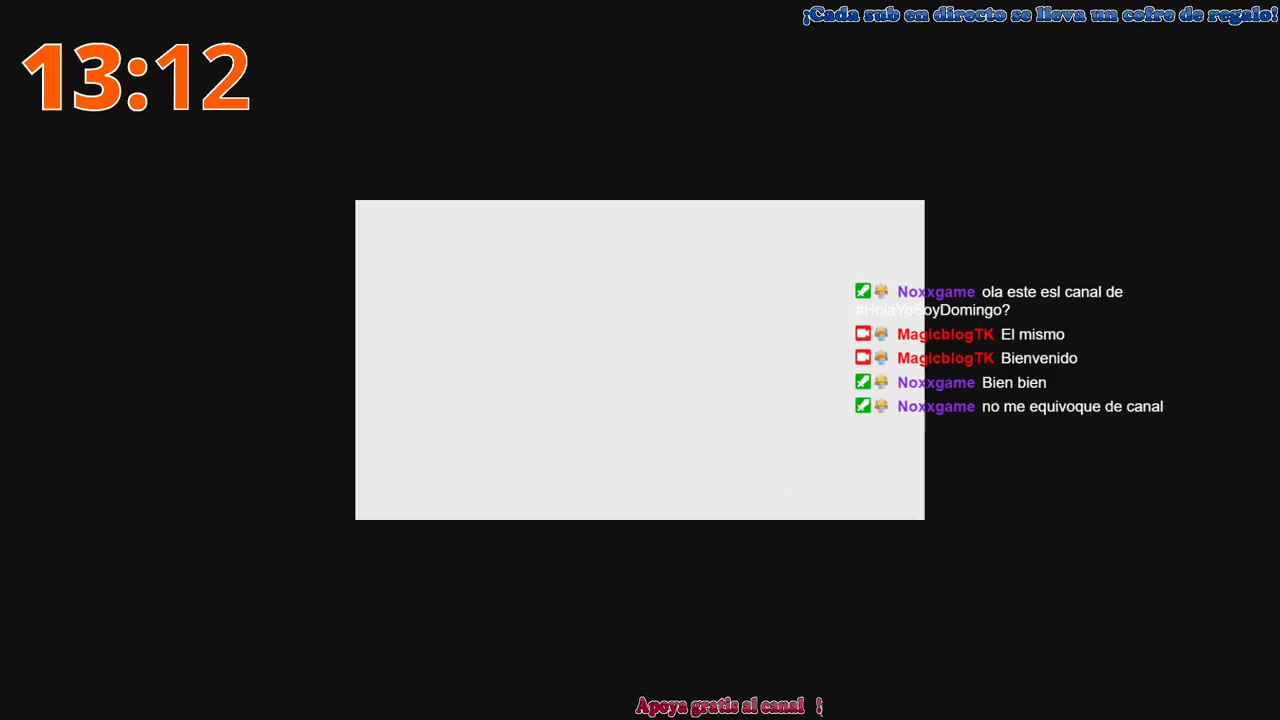 ¡Cada sub en directo se lleva un cofre de regalo!
13:12
Noxxgame ola este esl canal de
#HolaYoSoyDomingo?
MagicblogTK El mismo
MagicblogTK Bienvenido
Noxxgame Bien bien
Noxxgame no me equivoque de canal
Apoya gratis al canal